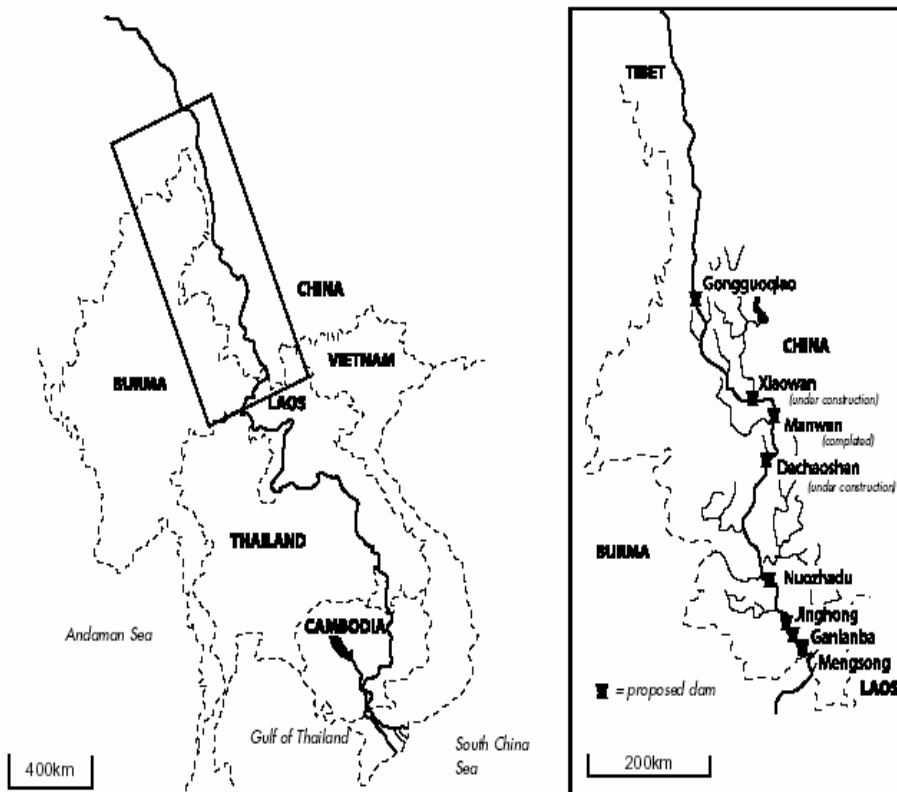 CHINA
VIETNAM
BURMA
LAOS
THAILAND
CAMBODIA
Andaman Sea
Gulf of Thailand
South China
Sea
400km
TIBET
Gongguoqiao
CHINA
Xiaowan
(under construction)
Manwan
(completed)
Dachaoshan
(under construction)
BURMA
Nuozhadu
Jinghong
Ganlanba
Mengsong
LAOS
= proposed dam
200km